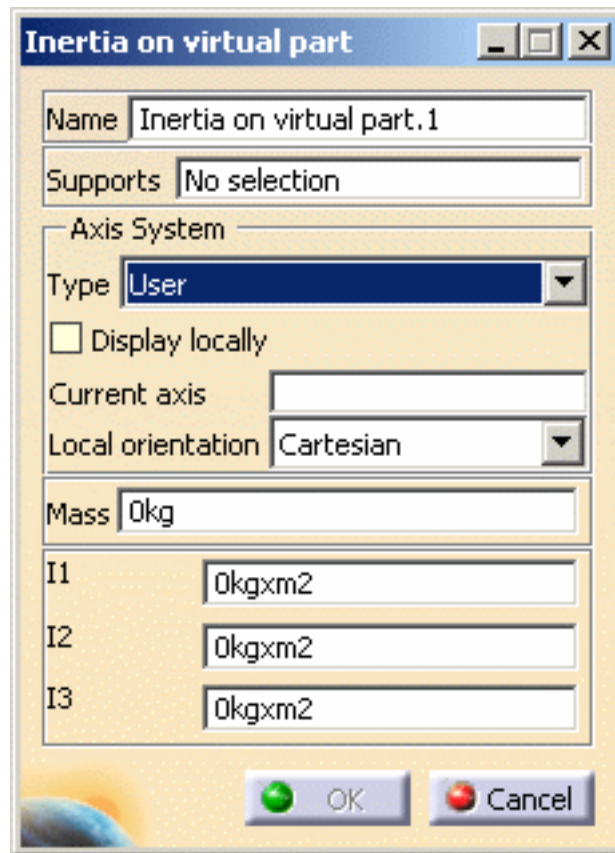 Inertia on virtual part
Name Inertia on virtual part.1
Supports No selection
Axis System
Type User
Display locally
Current axis
Local orientation Cartesian
Mass 0kg
I1 0kgxm2
I2 0kgxm2
I3 0kgxm2
OK Cancel